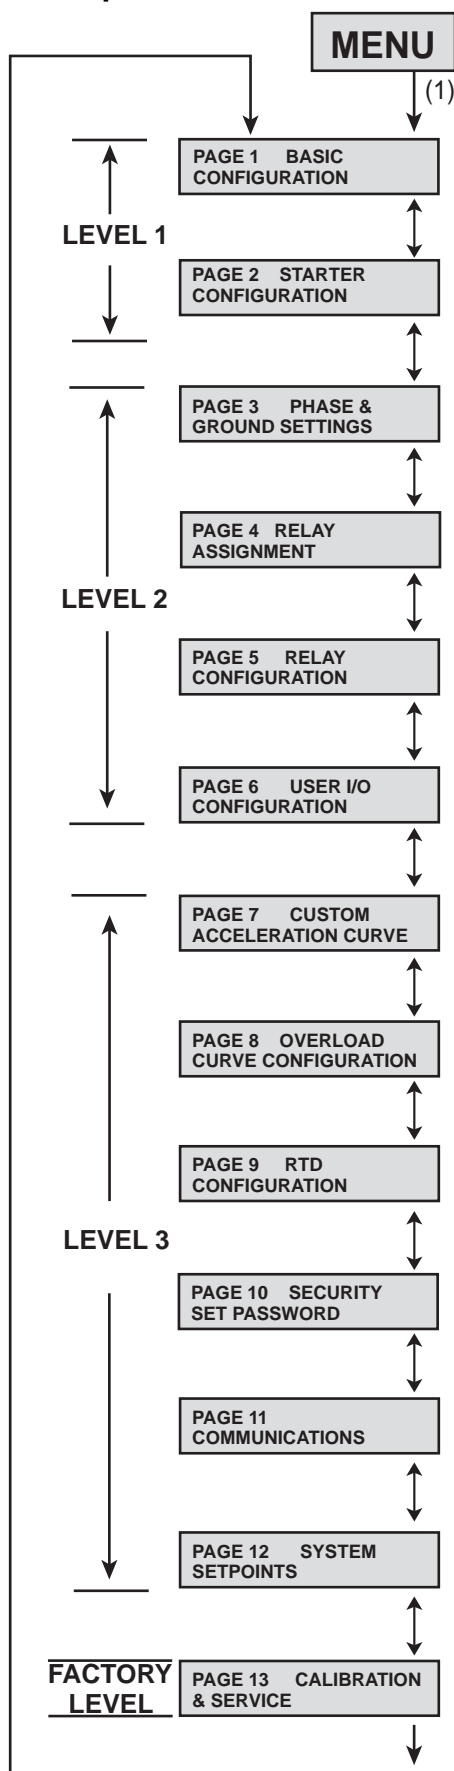 MENU
(1)
PAGE 1 BASIC
CONFIGURATION
LEVEL 1
PAGE 2 STARTER
CONFIGURATION
PAGE 3 PHASE &
GROUND SETTINGS
PAGE 4 RELAY
ASSIGNMENT
LEVEL 2
PAGE 5 RELAY
CONFIGURATION
PAGE 6 USER I/O
CONFIGURATION
PAGE 7 CUSTOM
ACCELERATION CURVE
PAGE 8 OVERLOAD
CURVE CONFIGURATION
PAGE 9 RTD
CONFIGURATION
LEVEL 3
PAGE 10 SECURITY
SET PASSWORD
PAGE 11
COMMUNICATIONS
PAGE 12 SYSTEM
SETPOINTS
FACTORY
LEVEL
PAGE 13 CALIBRATION
& SERVICE